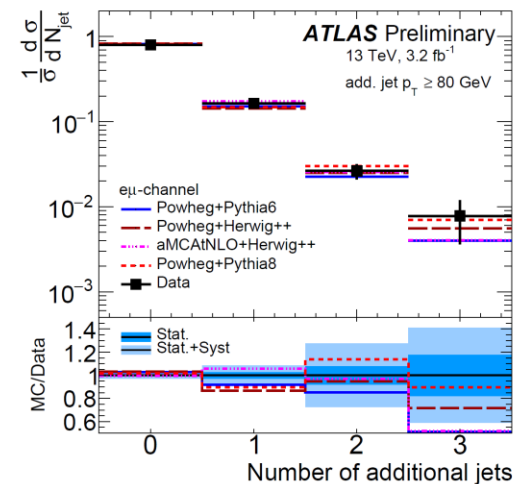 1/σ dσ/d N_jet
ATLAS Preliminary
13 TeV, 3.2 fb⁻¹
add. jet p_T ≥ 80 GeV
1
10⁻¹
10⁻²
10⁻³
eμ-channel
Powheg+Pythia6
Powheg+Herwig++
aMCAtNLO+Herwig++
Powheg+Pythia8
Data
MC/Data
1.4
1.2
1
0.8
0.6
Stat.
Stat.+Syst
0 1 2 3
Number of additional jets